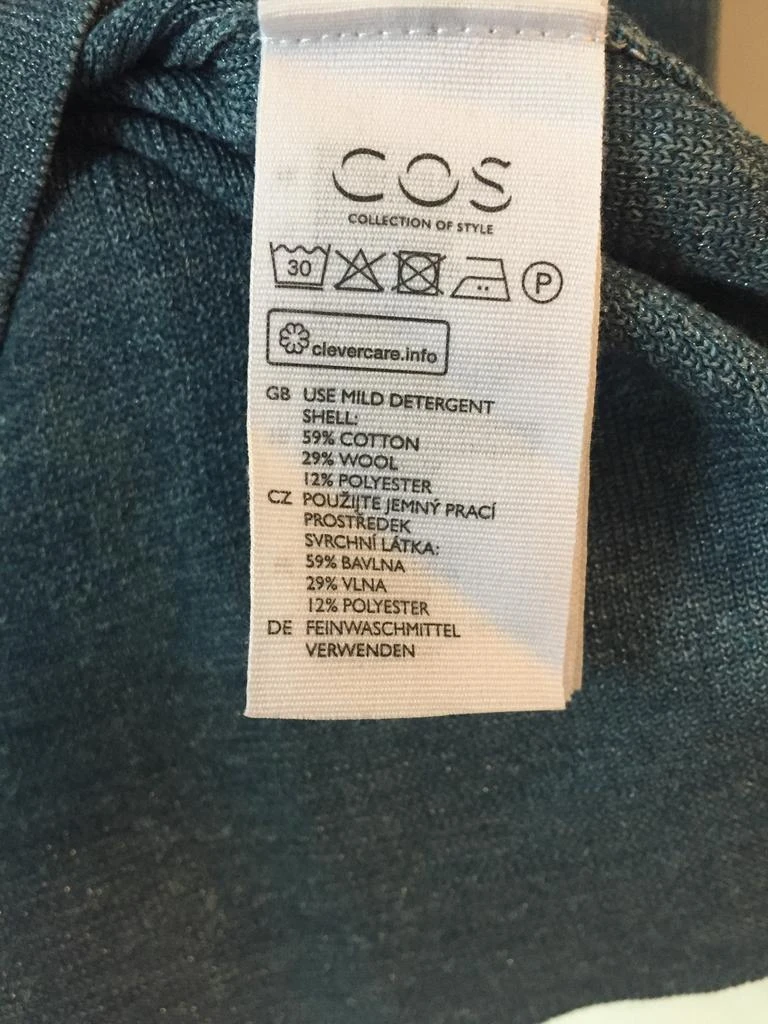 COS
COLLECTION OF STYLE
30 P
clevercare.info
GB USE MILD DETERGENT
SHELL:
59% COTTON
29% WOOL
12% POLYESTER
CZ POUŽIJTE JEMNÝ PRACÍ
PROSTŘEDEK
SVRCHNÍ LÁTKA:
59% BAVLNA
29% VLNA
12% POLYESTER
DE FEINWASCHMITTEL
VERWENDEN